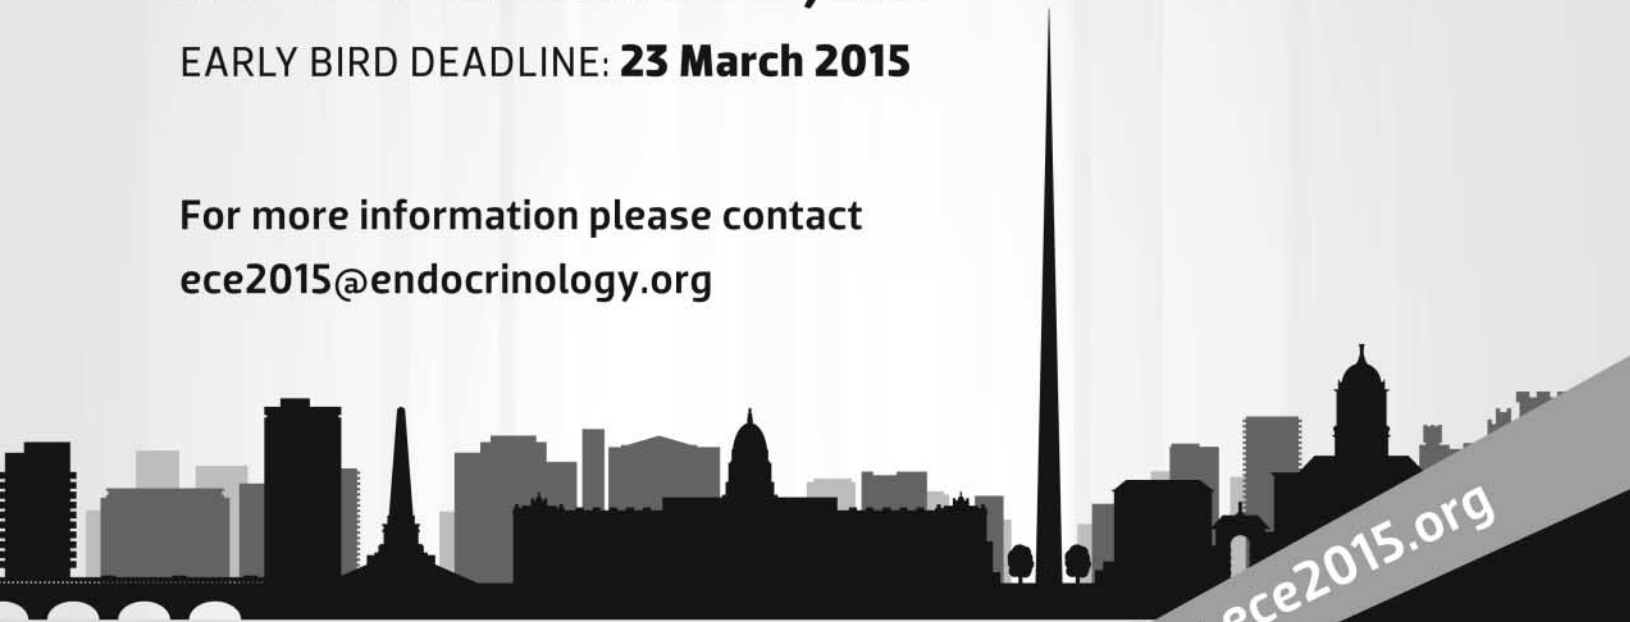 EARLY BIRD DEADLINE: 23 March 2015
For more information please contact
ece2015@endocrinology.org
ece2015.org